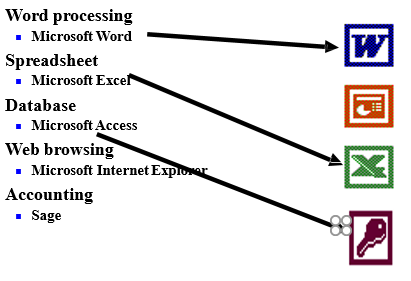 Word processing
Microsoft Word
Spreadsheet
Microsoft Excel
Database
Microsoft Access
Web browsing
Microsoft Internet Explorer
Accounting
Sage